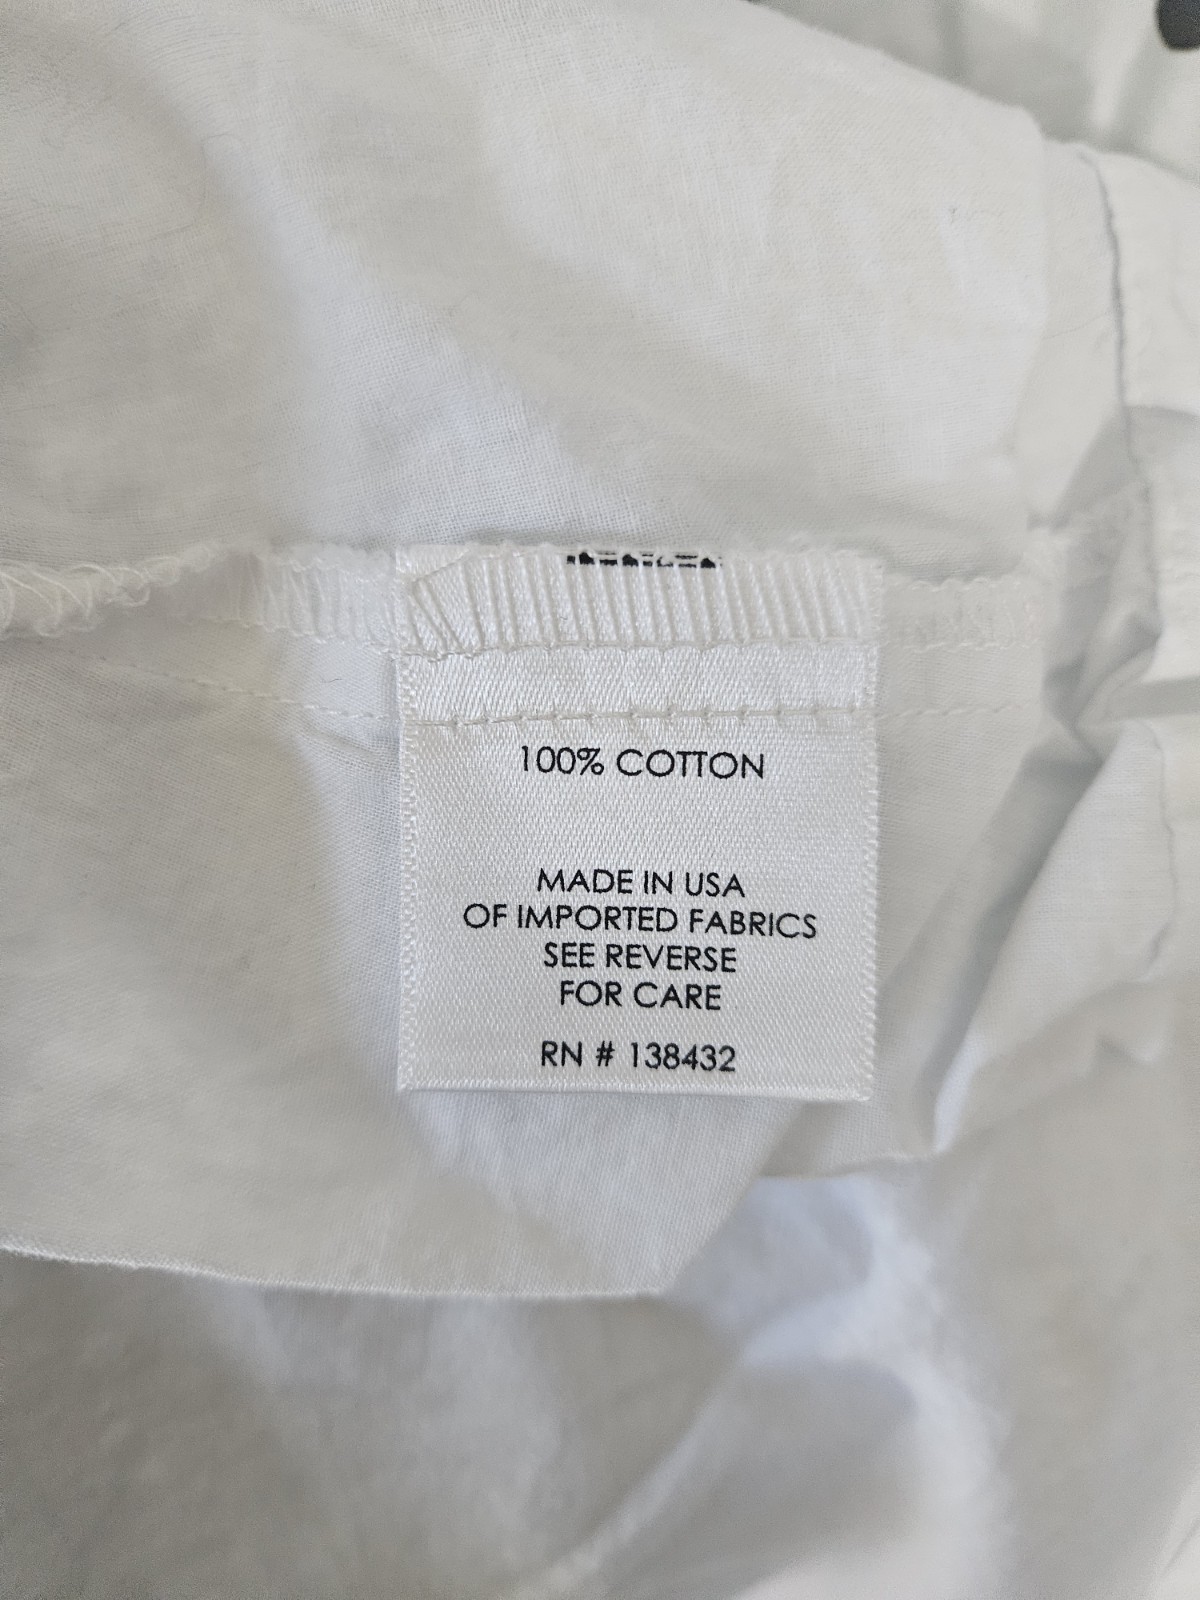 100% COTTON
MADE IN USA
OF IMPORTED FABRICS
SEE REVERSE
FOR CARE
RN # 138432